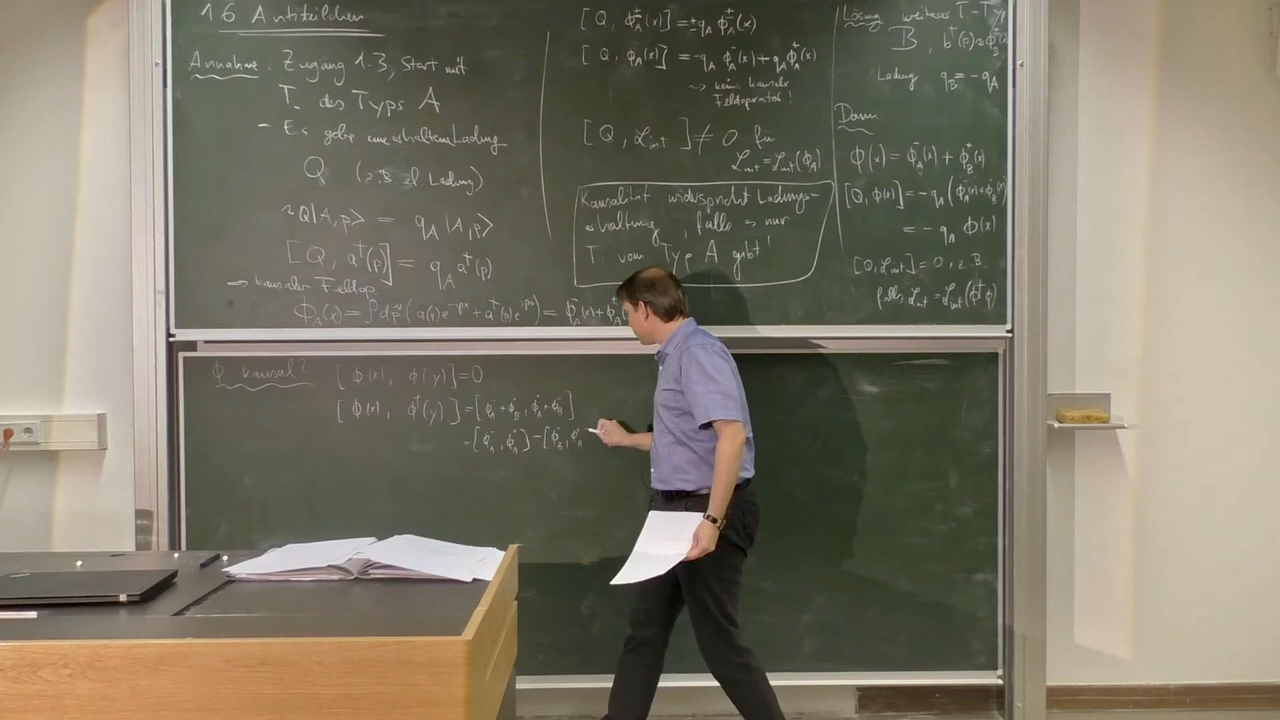 1.6 Antiteilchen
Annahme: Zugang 1.3, Start mit
T. des Typs A
– Es gebe eine erhaltene Ladung
Q (z.B. el. Ladung)
Q|A,p⟩ = q_A |A,p⟩
[Q, a†(p)] = q_A a†(p)
→ kausaler Feldop
ϕ_A(x) = ∫dp̃ (a(p)e^{-ipx} + a†(p)e^{ipx}) = ϕ_A^-(x) + ϕ_A^+
[Q, ϕ_A^±(x)] = ±q_A ϕ_A^±(x)
[Q, ϕ_A(x)] = -q_A ϕ_A^-(x) + q_A ϕ_A^+(x)
⇝ kein kausaler
Feldoperator!
[Q, ℒ_int] ≠ 0 für
ℒ_int = ℒ_int(ϕ_A)
Kausalität widerspricht Ladungs-
erhaltung, falls es nur
T. vom Typ A gibt!
Lösung weiterer T.-Typ
B, b†(p)
Ladung q_B = -q_A
Dann
ϕ(x) = ϕ_A^-(x) + ϕ_B^+(x)
[Q, ϕ(x)] = -q_A (ϕ_A^-(x) + ϕ_B^+(x)
= -q_A ϕ(x)
[Q, ℒ_int] = 0, z.B
falls ℒ_int = ℒ_int(ϕ†ϕ)
ϕ kausal? [ϕ(x), ϕ(y)] = 0
[ϕ(x), ϕ†(y)] = [ϕ_A^- + ϕ_B^+, ϕ_A^+ + ϕ_B^-]
= [ϕ_A^-, ϕ_A^+] - [ϕ_B^-, ϕ_B^+